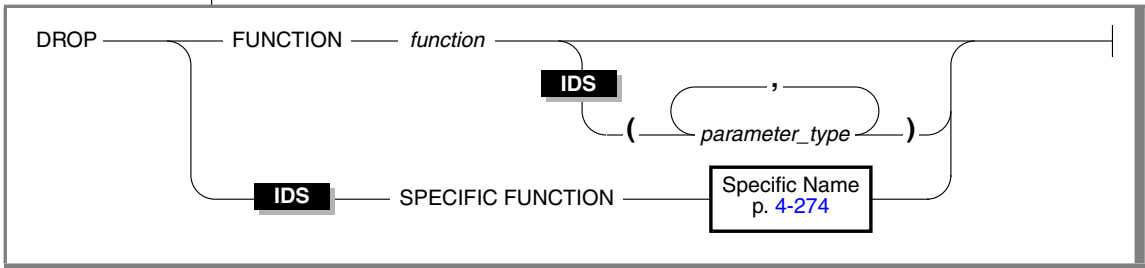 DROP FUNCTION function
IDS
,
( parameter_type )
IDS SPECIFIC FUNCTION Specific Name
p. 4-274